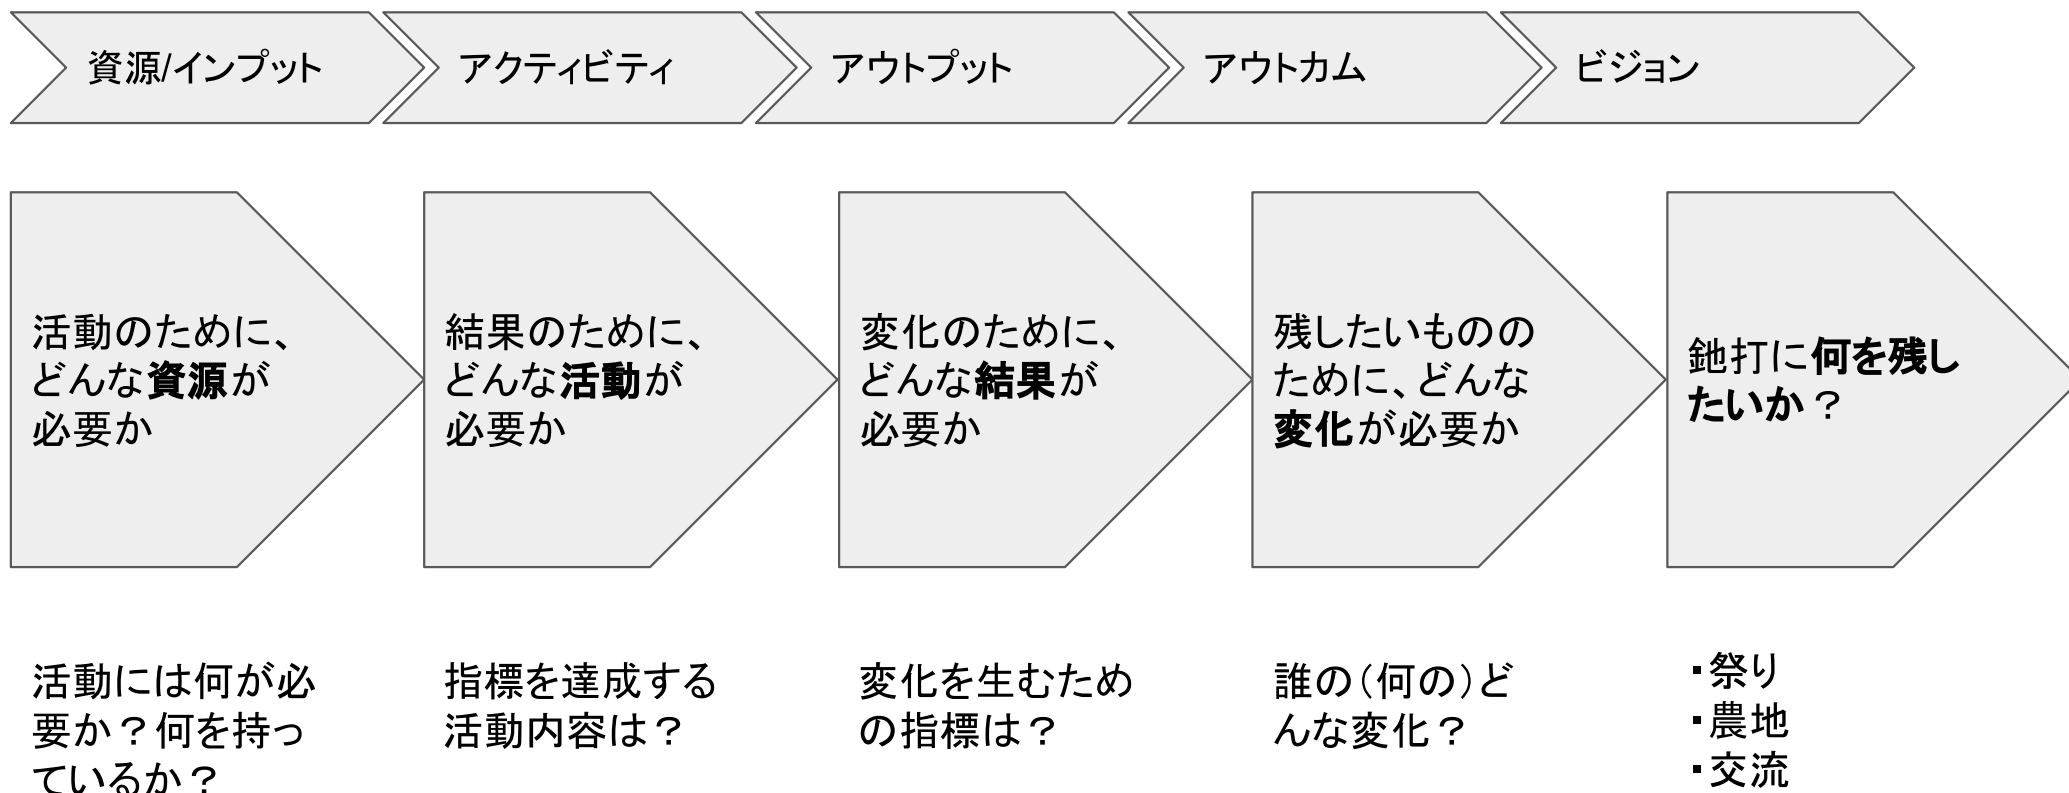 資源/インプット
アクティビティ
アウトプット
アウトカム
ビジョン
活動のために、
どんな資源が
必要か
結果のために、
どんな活動が
必要か
変化のために、
どんな結果が
必要か
残したいものの
ために、どんな
変化が必要か
釶打に何を残し
たいか？
活動には何が必
要か？何を持っ
ているか？
指標を達成する
活動内容は？
変化を生むため
の指標は？
誰の（何の）ど
んな変化？
・祭り
・農地
・交流